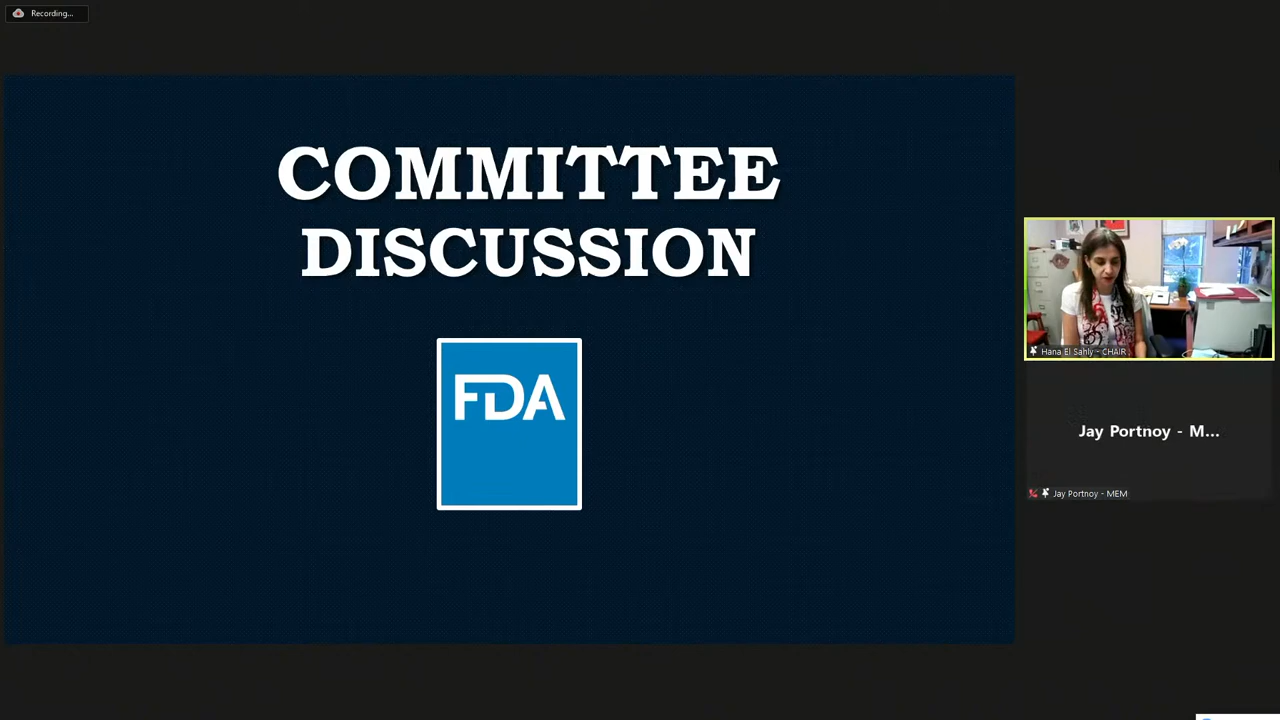 Recording...
COMMITTEE
DISCUSSION
FDA
Hana El Sahly - CHAIR
Jay Portnoy - M...
Jay Portnoy - MEM